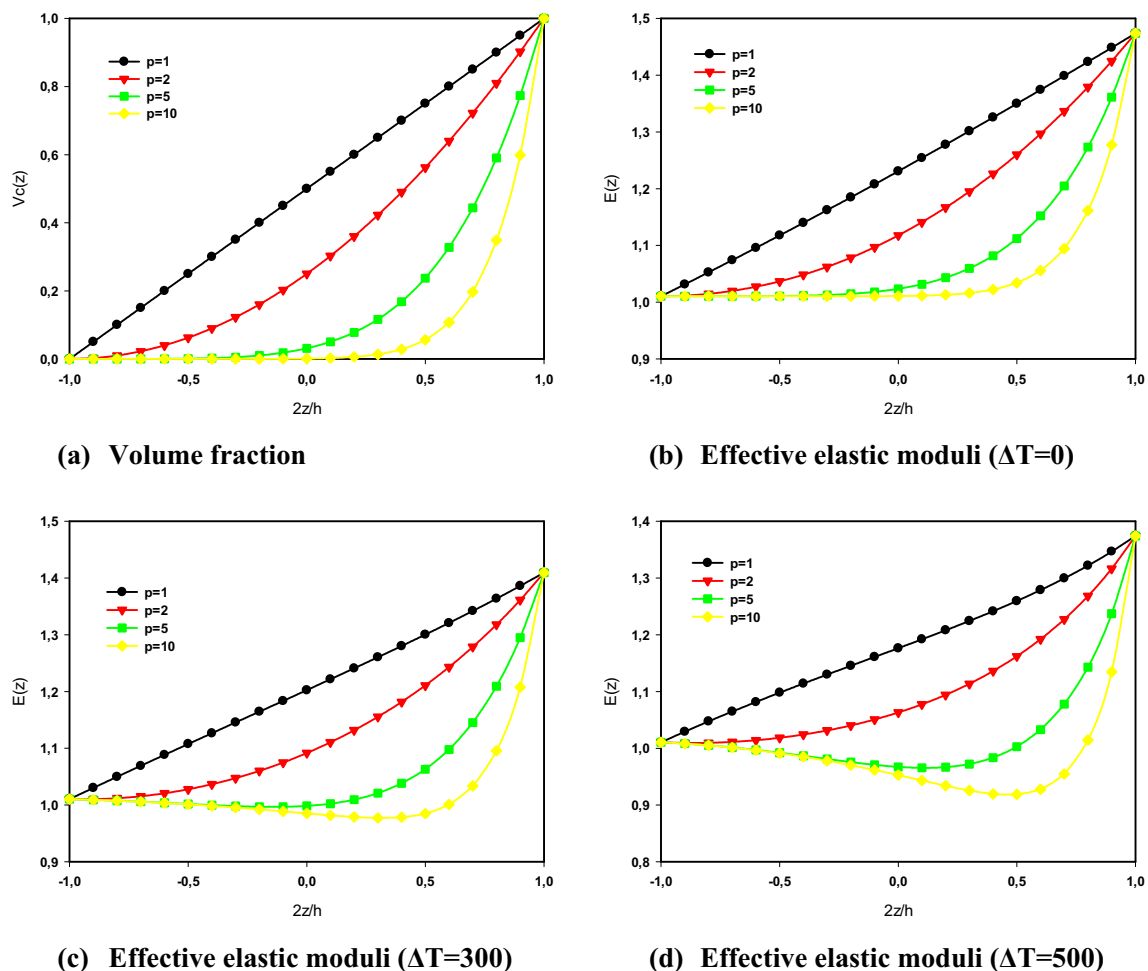 1,0
0,8
0,6
0,4
0,2
0,0
Vc(z)
p=1
p=2
p=5
p=10
-1,0 -0,5 0,0 0,5 1,0
2z/h
(a) Volume fraction
1,5
1,4
1,3
1,2
1,1
1,0
0,9
E(z)
p=1
p=2
p=5
p=10
-1,0 -0,5 0,0 0,5 1,0
2z/h
(b) Effective elastic moduli (ΔT=0)
1,5
1,4
1,3
1,2
1,1
1,0
0,9
E(z)
p=1
p=2
p=5
p=10
-1,0 -0,5 0,0 0,5 1,0
2z/h
(c) Effective elastic moduli (ΔT=300)
1,4
1,3
1,2
1,1
1,0
0,9
0,8
E(z)
p=1
p=2
p=5
p=10
-1,0 -0,5 0,0 0,5 1,0
2z/h
(d) Effective elastic moduli (ΔT=500)